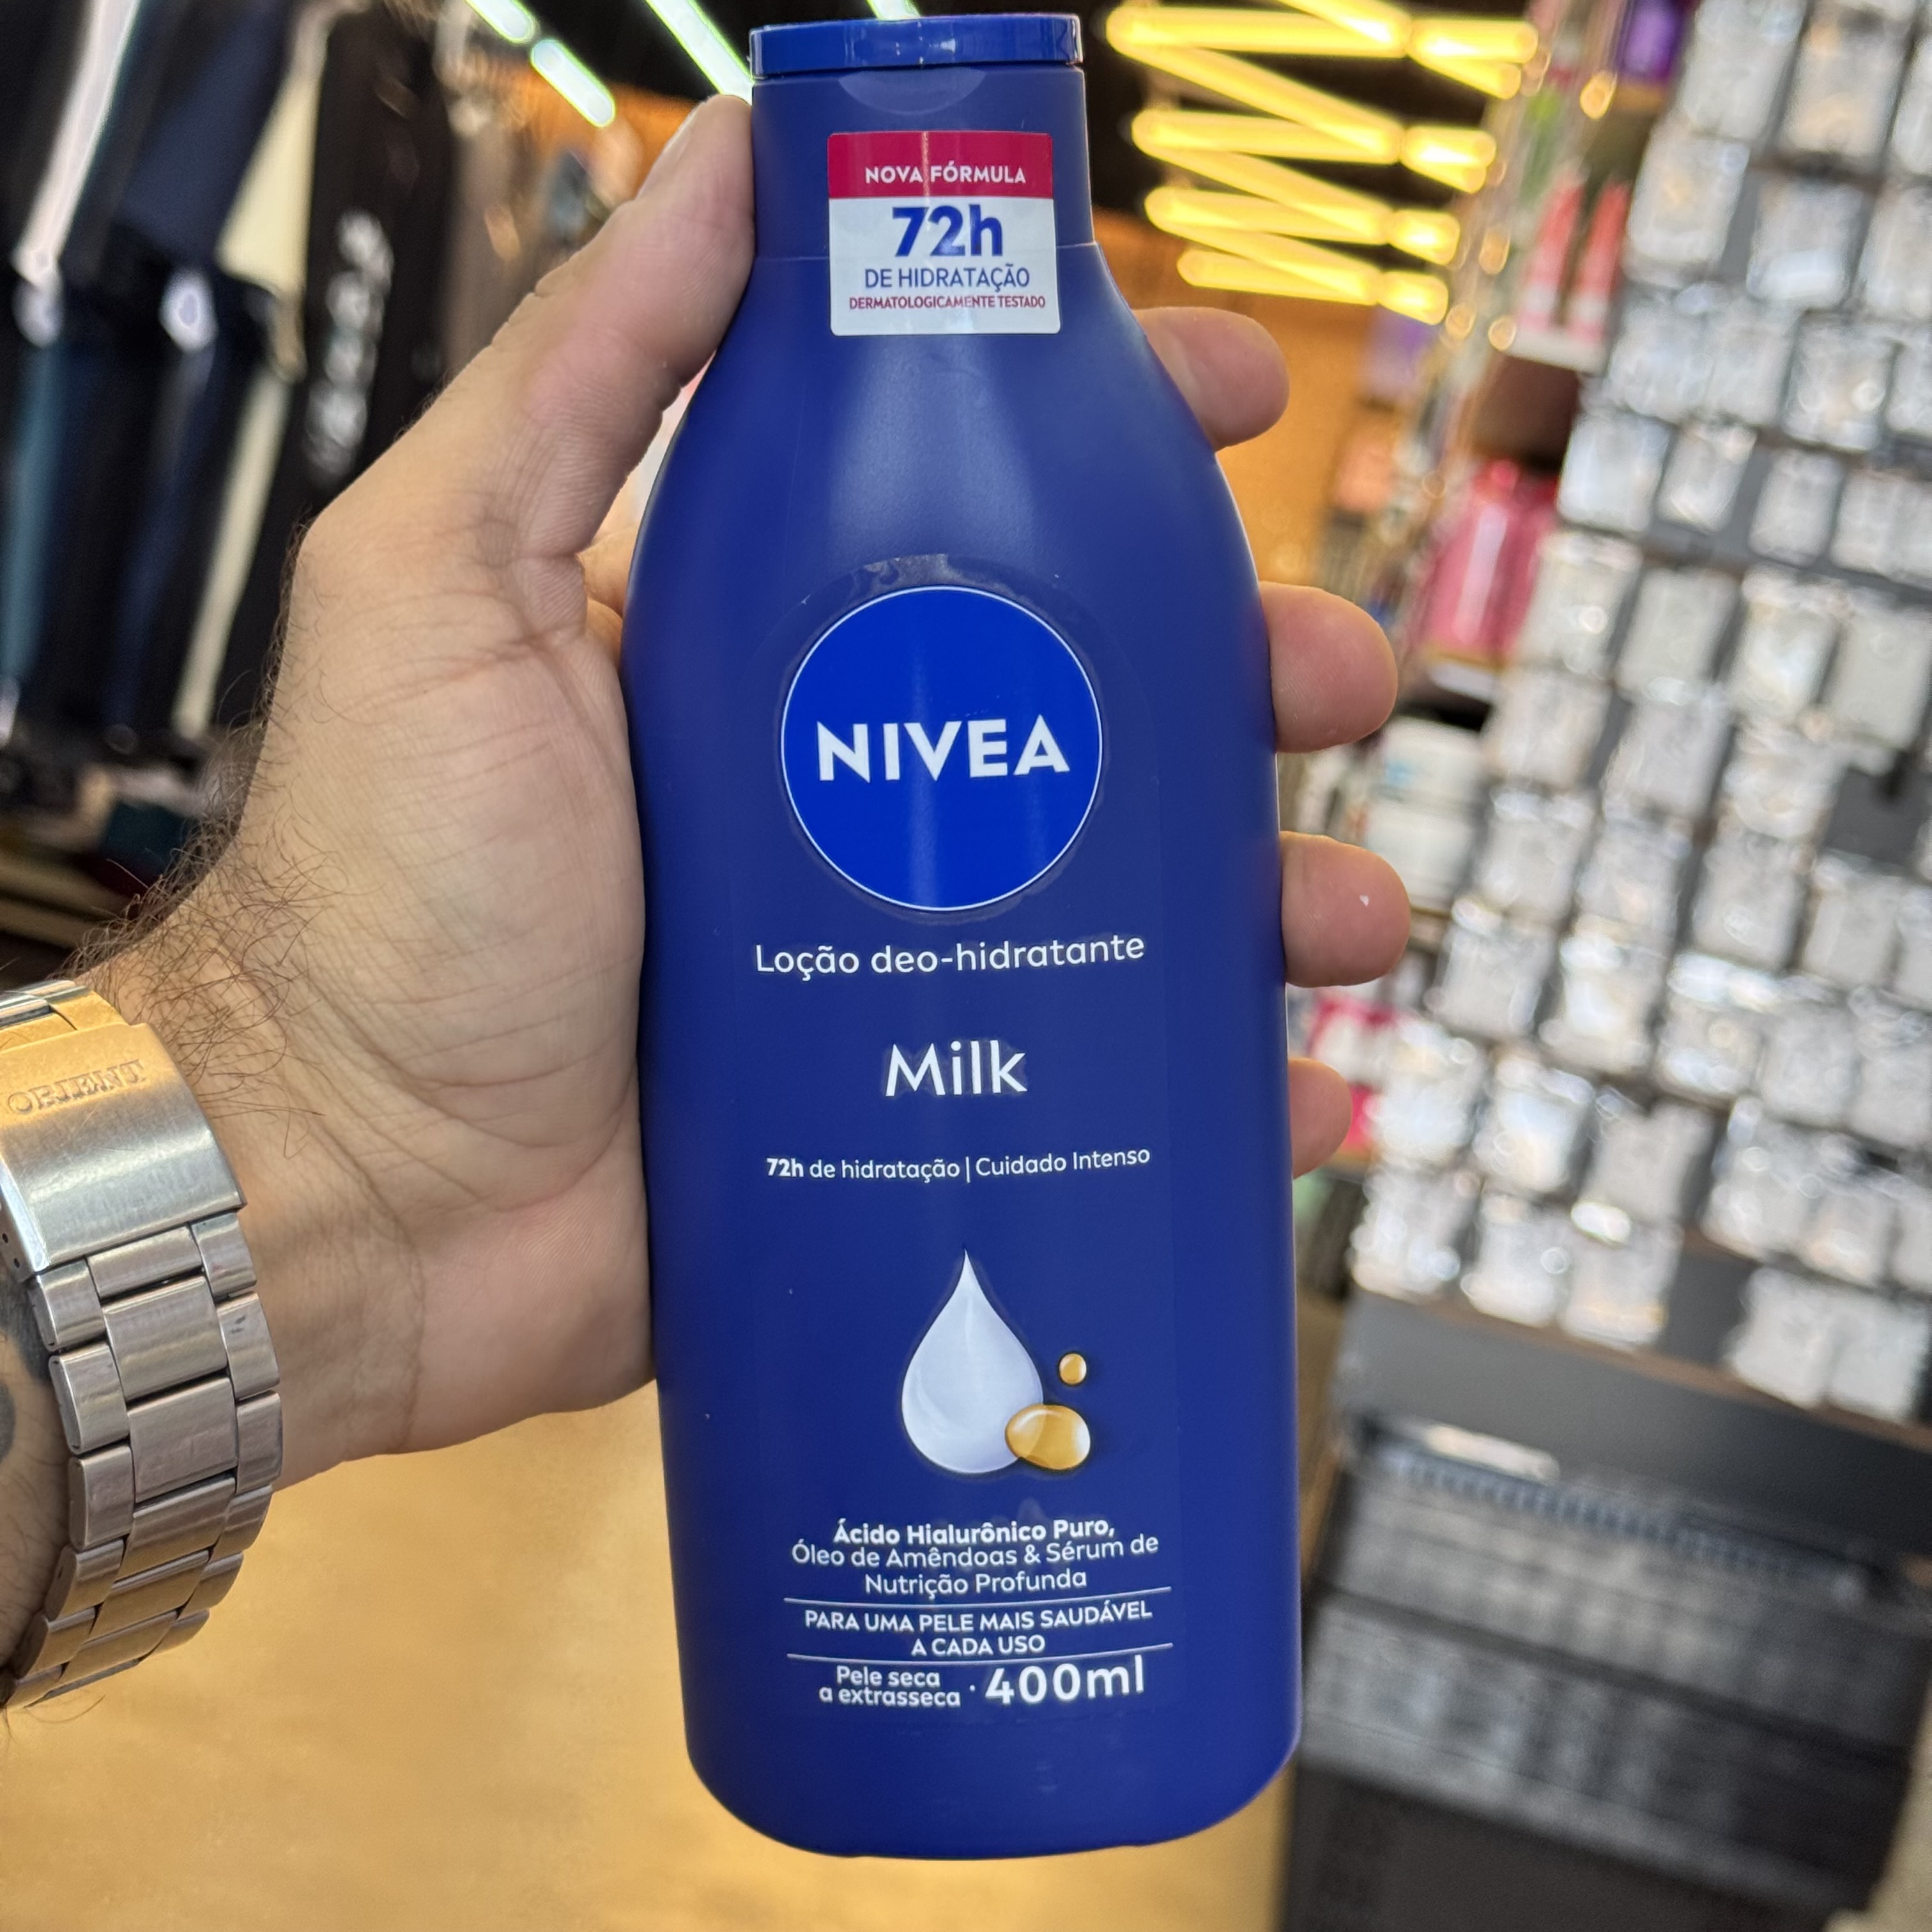 NOVA FÓRMULA
72h
DE HIDRATAÇÃO
DERMATOLOGICAMENTE TESTADO
NIVEA
Loção deo-hidratante
Milk
72h de hidratação | Cuidado Intenso
Ácido Hialurônico Puro,
Óleo de Amêndoas & Sérum de
Nutrição Profunda
PARA UMA PELE MAIS SAUDÁVEL
A CADA USO
Pele seca
a extrasseca · 400ml
ORIENT